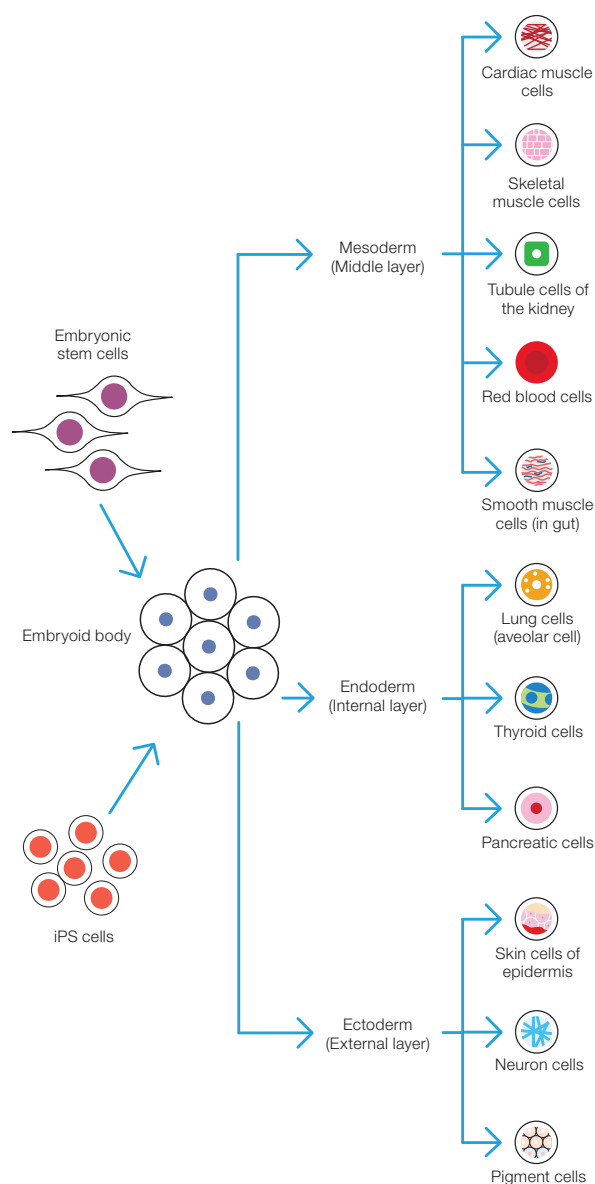 Cardiac muscle
cells
Skeletal
muscle cells
Mesoderm
(Middle layer)
Tubule cells of
the kidney
Embryonic
stem cells
Red blood cells
Smooth muscle
cells (in gut)
Embryoid body
Lung cells
(aveolar cell)
Endoderm
(Internal layer)
Thyroid cells
Pancreatic cells
iPS cells
Skin cells of
epidermis
Ectoderm
(External layer)
Neuron cells
Pigment cells